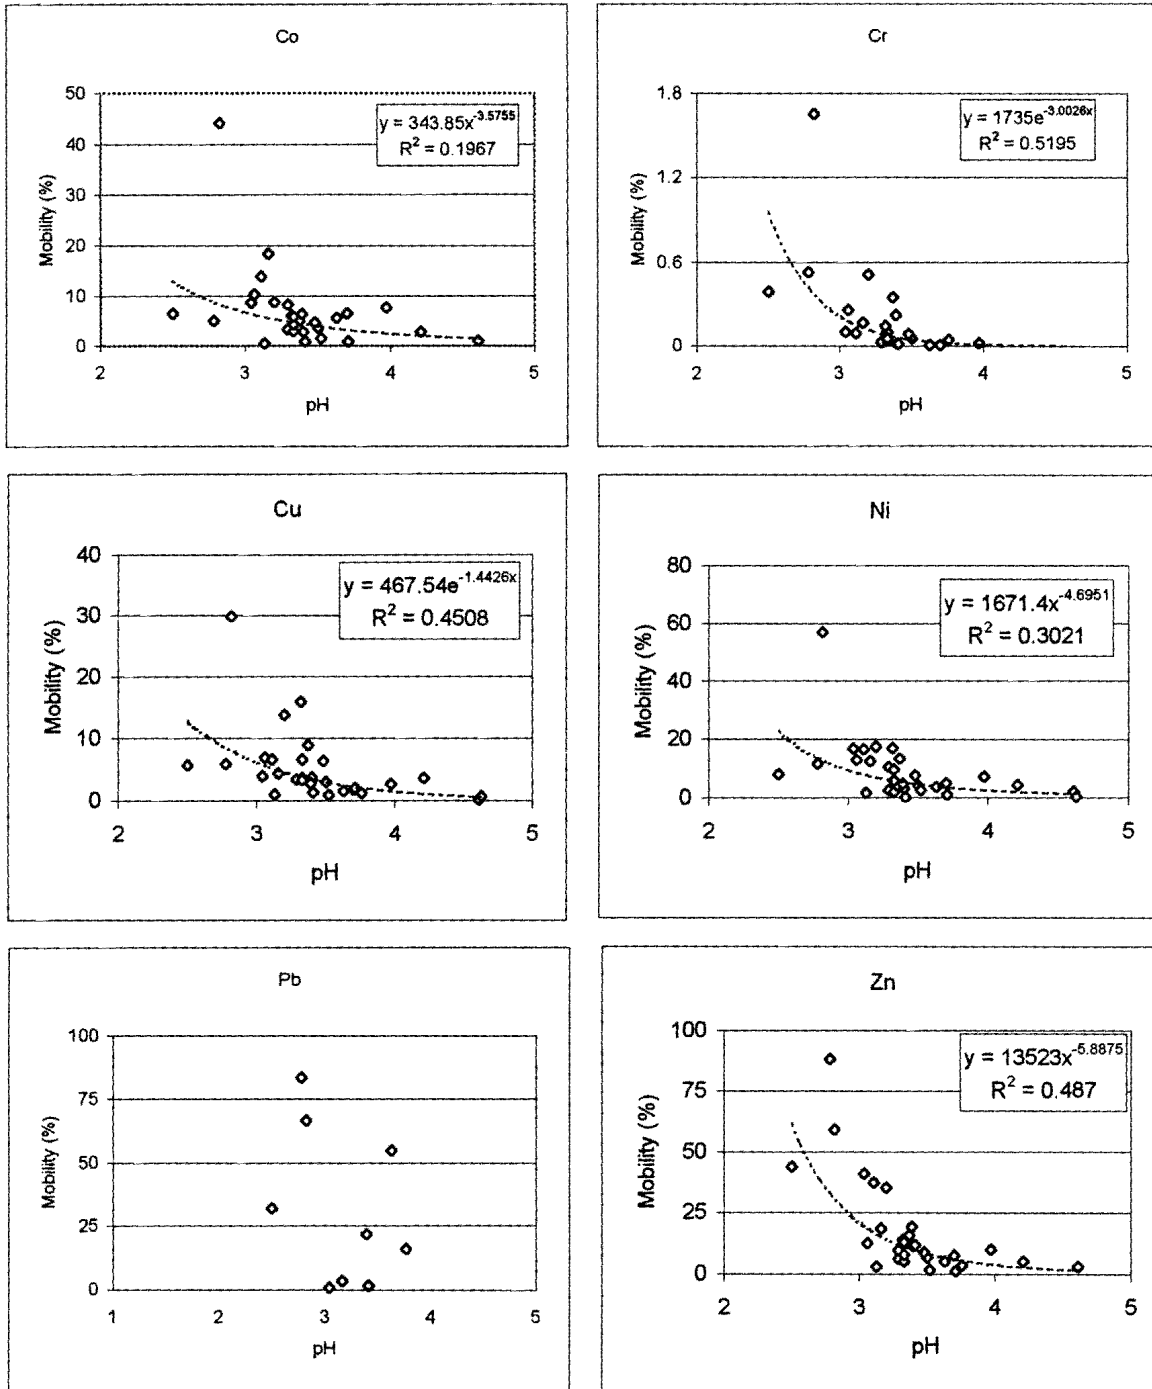 Co
Mobility (%)
50
40
30
20
10
0
2 3 4 5
pH
y = 343.85x^-3.5755
R² = 0.1967
Cr
Mobility (%)
1.8
1.2
0.6
0
2 3 4 5
pH
y = 1735e^-3.0026x
R² = 0.5195
Cu
Mobility (%)
40
30
20
10
0
2 3 4 5
pH
y = 467.54e^-1.4426x
R² = 0.4508
Ni
Mobility (%)
80
60
40
20
0
2 3 4 5
pH
y = 1671.4x^-4.6951
R² = 0.3021
Pb
Mobility (%)
100
75
50
25
0
1 2 3 4 5
pH
Zn
Mobility (%)
100
75
50
25
0
2 3 4 5
pH
y = 13523x^-5.8875
R² = 0.487